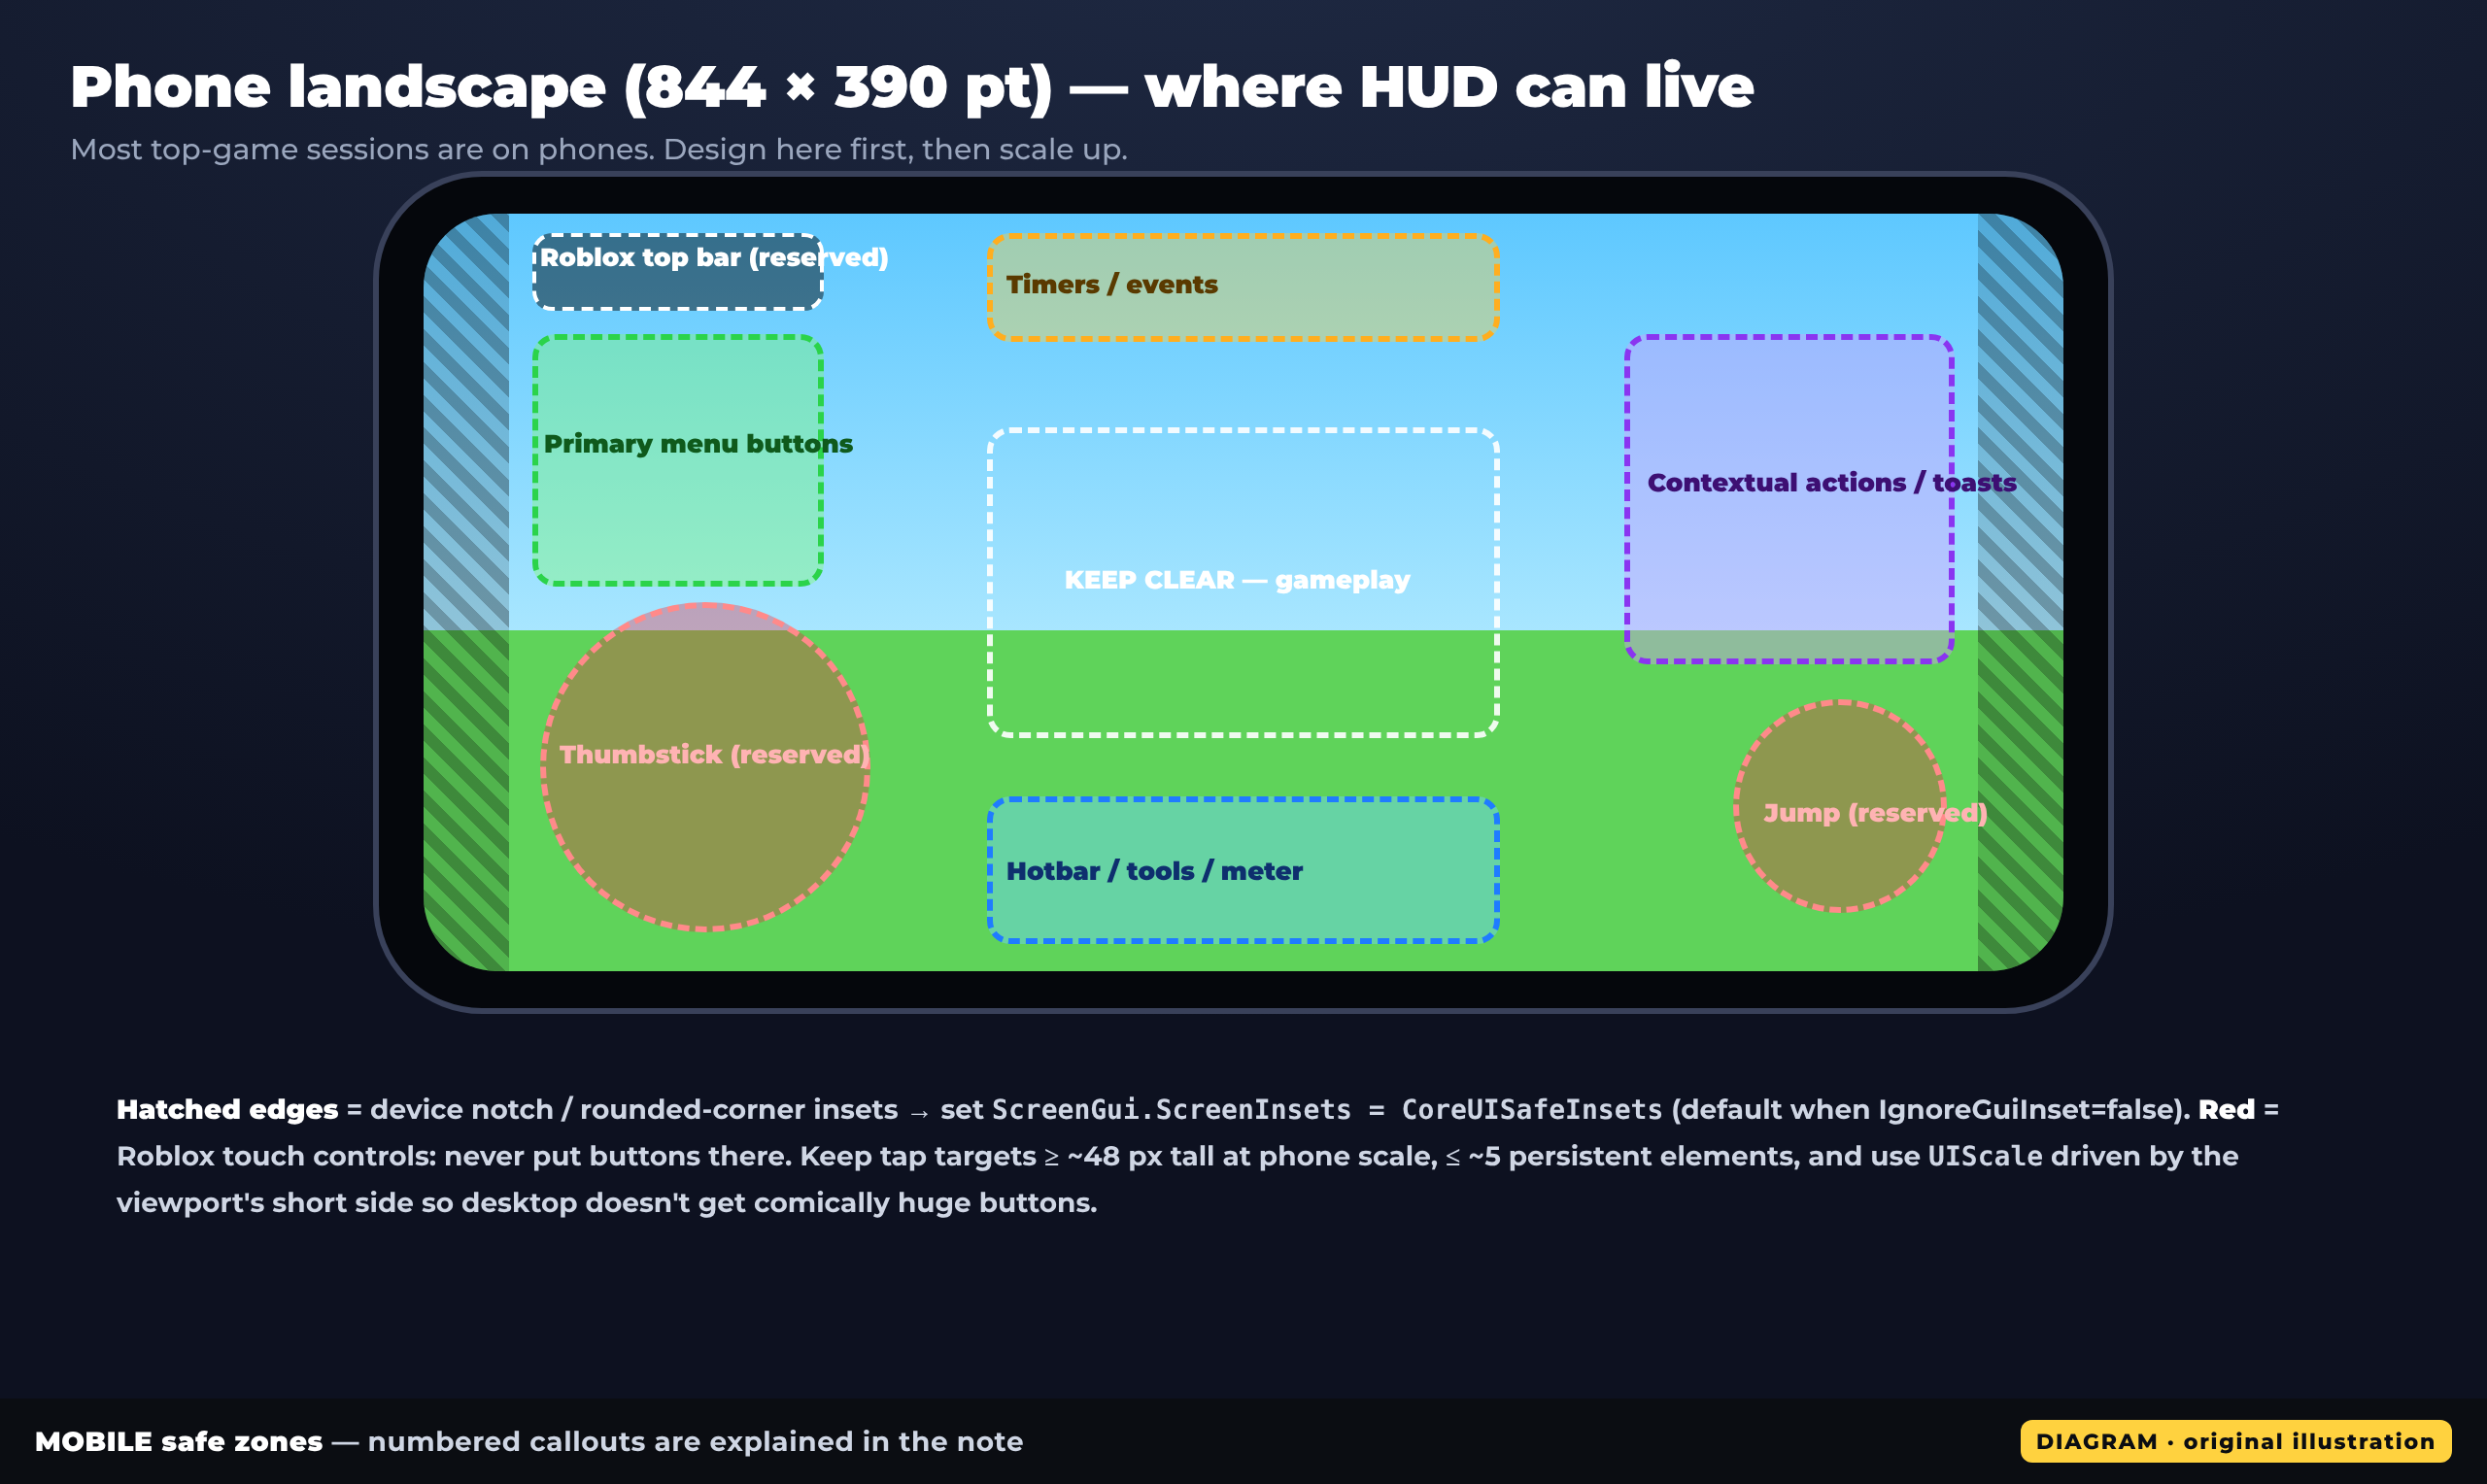 Phone landscape (844 × 390 pt) — where HUD can live
Most top-game sessions are on phones. Design here first, then scale up.
Roblox top bar (reserved)
Timers / events
Primary menu buttons
Contextual actions / toasts
KEEP CLEAR — gameplay
Thumbstick (reserved)
Jump (reserved)
Hotbar / tools / meter
Hatched edges = device notch / rounded-corner insets → set ScreenGui.ScreenInsets = CoreUISafeInsets (default when IgnoreGuiInset=false). Red =
Roblox touch controls: never put buttons there. Keep tap targets ≥ ~48 px tall at phone scale, ≤ ~5 persistent elements, and use UIScale driven by the
viewport's short side so desktop doesn't get comically huge buttons.
MOBILE safe zones — numbered callouts are explained in the note
DIAGRAM · original illustration